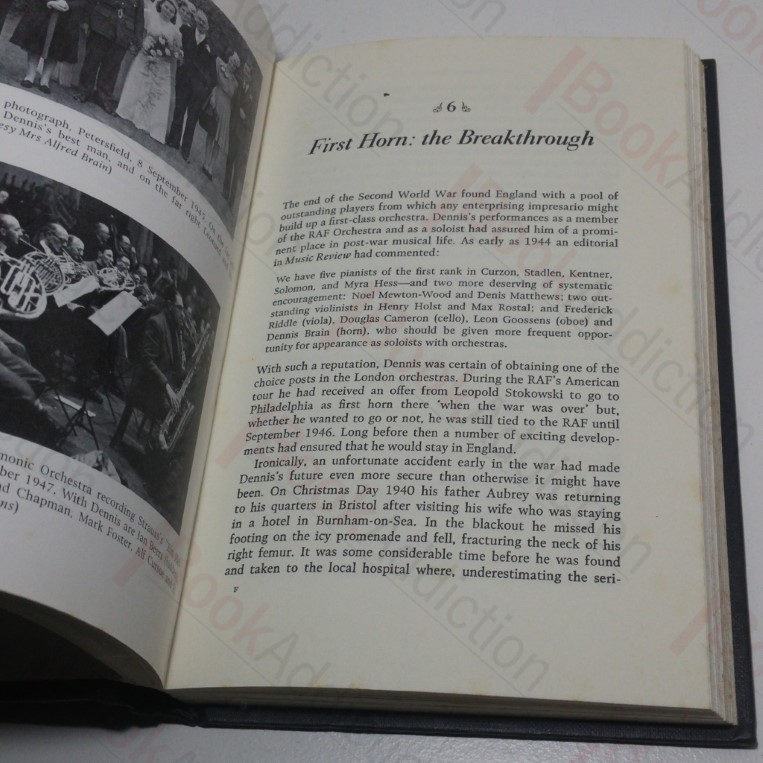 photograph, Petersfield, 8 September 1945. On the
Dennis's best man, and on the far right Leonard
esy Mrs Alfred Brain)
monic Orchestra recording Strauss's
ber 1947. With Dennis are Ian Beers
nd Chapman, Mark Foster, Alf Cursue and
ns)
6
First Horn: the Breakthrough
The end of the Second World War found England with a pool of
outstanding players from which any enterprising impresario might
build up a first-class orchestra. Dennis's performances as a member
of the RAF Orchestra and as a soloist had assured him of a promi-
nent place in post-war musical life. As early as 1944 an editorial
in Music Review had commented:
We have five pianists of the first rank in Curzon, Stadlen, Kentner,
Solomon, and Myra Hess—and two more deserving of systematic
encouragement: Noel Mewton-Wood and Denis Matthews; two out-
standing violinists in Henry Holst and Max Rostal; and Frederick
Riddle (viola), Douglas Cameron (cello), Leon Goossens (oboe) and
Dennis Brain (horn), who should be given more frequent oppor-
tunity for appearance as soloists with orchestras.
With such a reputation, Dennis was certain of obtaining one of the
choice posts in the London orchestras. During the RAF's American
tour he had received an offer from Leopold Stokowski to go to
Philadelphia as first horn there 'when the war was over' but,
whether he wanted to go or not, he was still tied to the RAF until
September 1946. Long before then a number of exciting develop-
ments had ensured that he would stay in England.
Ironically, an unfortunate accident early in the war had made
Dennis's future even more secure than otherwise it might have
been. On Christmas Day 1940 his father Aubrey was returning
to his quarters in Bristol after visiting his wife who was staying
in a hotel in Burnham-on-Sea. In the blackout he missed his
footing on the icy promenade and fell, fracturing the neck of his
right femur. It was some considerable time before he was found
and taken to the local hospital where, underestimating the seri-
F
BookAddiction